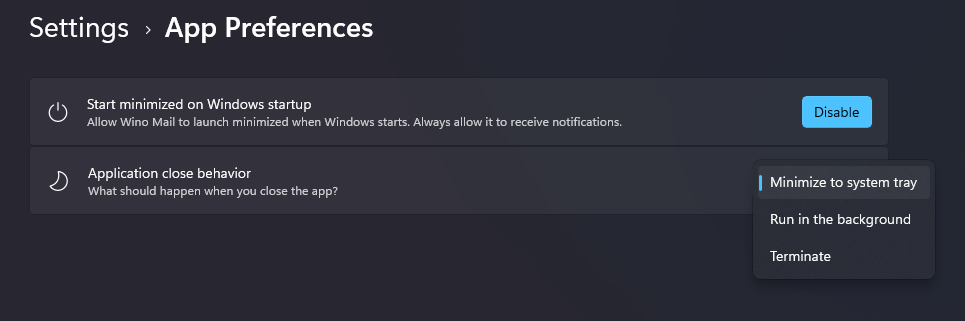 Settings › App Preferences
Start minimized on Windows startup
Allow Wino Mail to launch minimized when Windows starts. Always allow it to receive notifications.
Disable
Application close behavior
What should happen when you close the app?
Minimize to system tray
Run in the background
Terminate